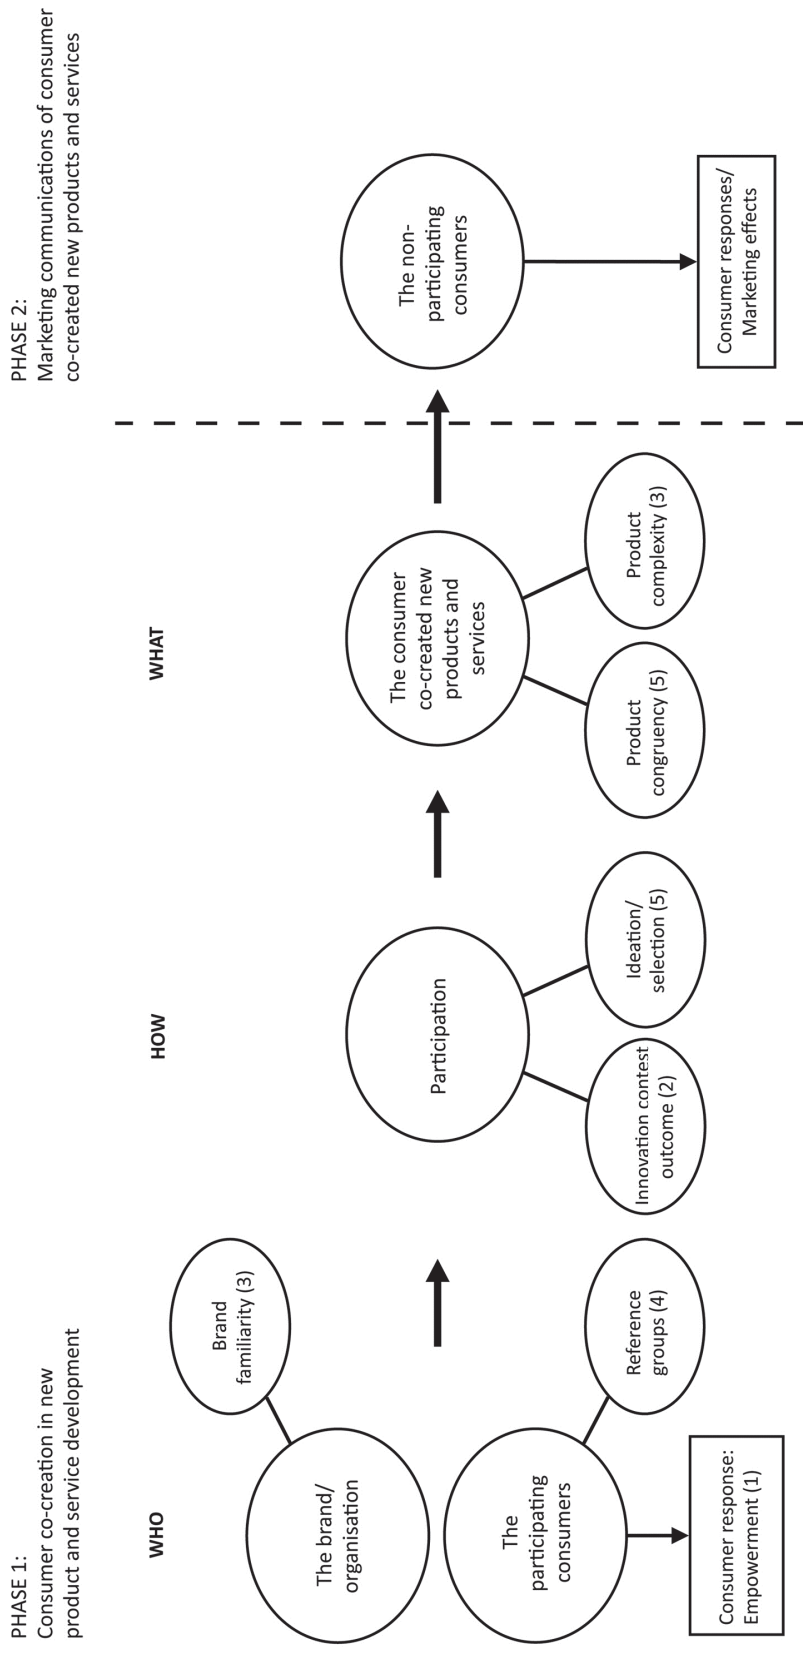 PHASE 1:
Consumer co-creation in new
product and service development
PHASE 2:
Marketing communications of consumer
co-created new products and services
WHO
HOW
WHAT
The brand/
organisation
Brand
familiarity (3)
The
participating
consumers
Reference
groups (4)
Consumer response:
Empowerment (1)
Participation
Innovation contest
outcome (2)
Ideation/
selection (5)
The consumer
co-created new
products and
services
Product
congruency (5)
Product
complexity (3)
The non-
participating
consumers
Consumer responses/
Marketing effects